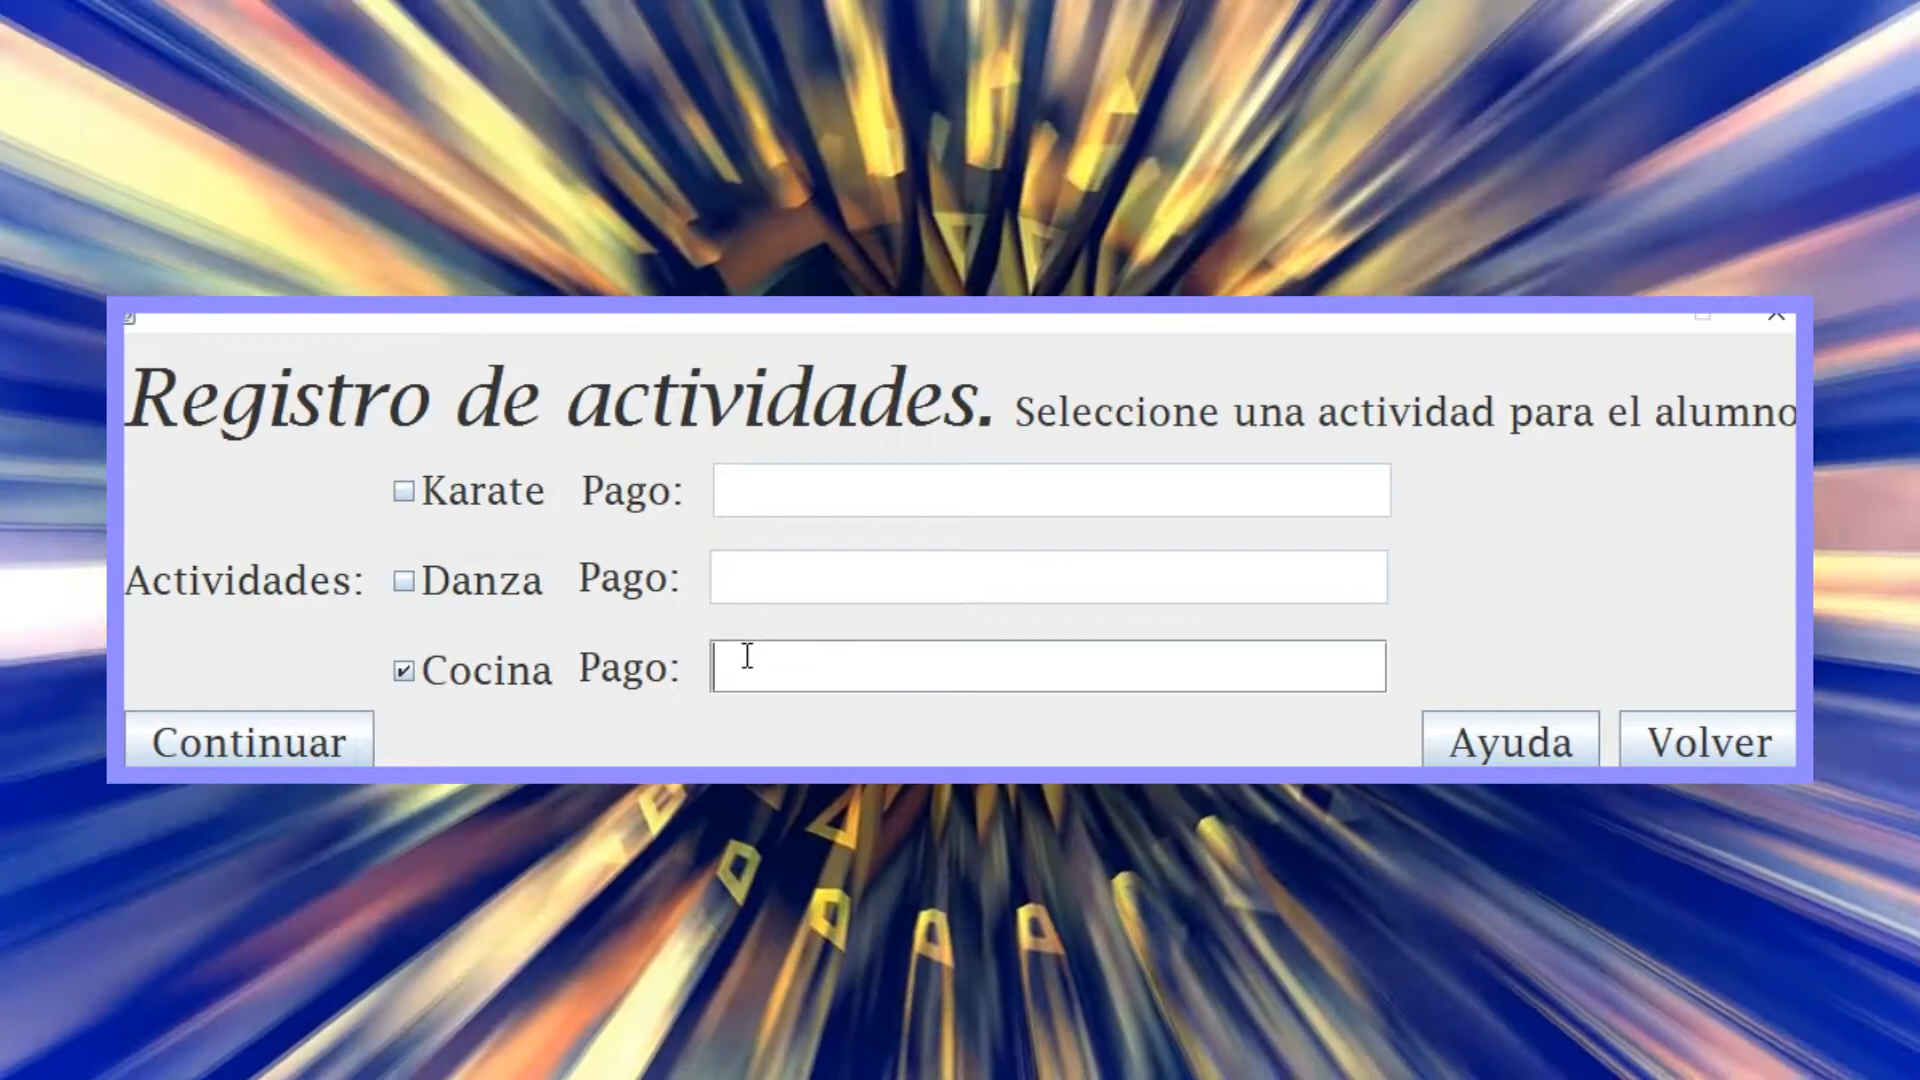 Registro de actividades. Seleccione una actividad para el alumno
Karate Pago:
Actividades: Danza Pago:
Cocina Pago:
Continuar Ayuda Volver